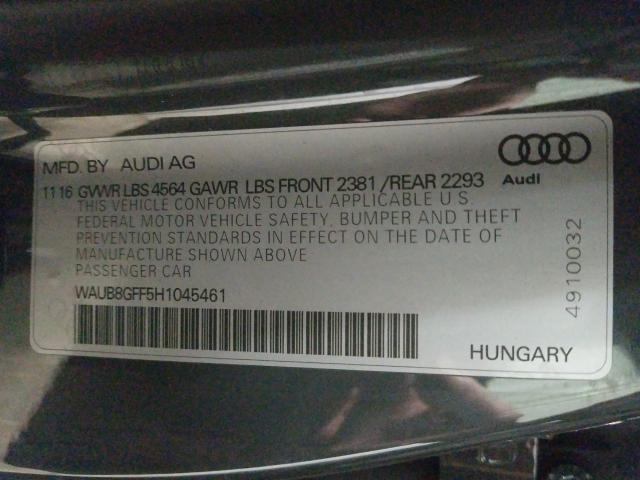 MFD. BY AUDI AG
11 16 GVWR LBS 4564 GAWR LBS FRONT 2381 /REAR 2293
THIS VEHICLE CONFORMS TO ALL APPLICABLE U.S.
FEDERAL MOTOR VEHICLE SAFETY, BUMPER AND THEFT
PREVENTION STANDARDS IN EFFECT ON THE DATE OF
MANUFACTURE SHOWN ABOVE
PASSENGER CAR
WAUB8GFF5H1045461
Audi
4910032
HUNGARY